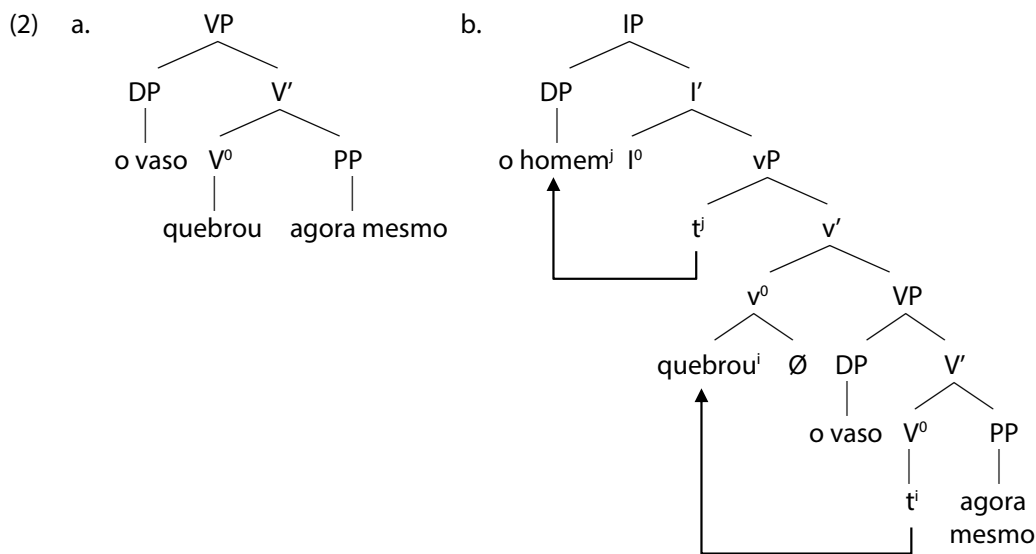 (2) a. VP b. IP
DP V’ DP I’
o vaso V⁰ PP o homemʲ I⁰ vP
quebrou agora mesmo tʲ v’
v⁰ VP
quebrouⁱ Ø DP V’
o vaso V⁰ PP
tⁱ agora
mesmo